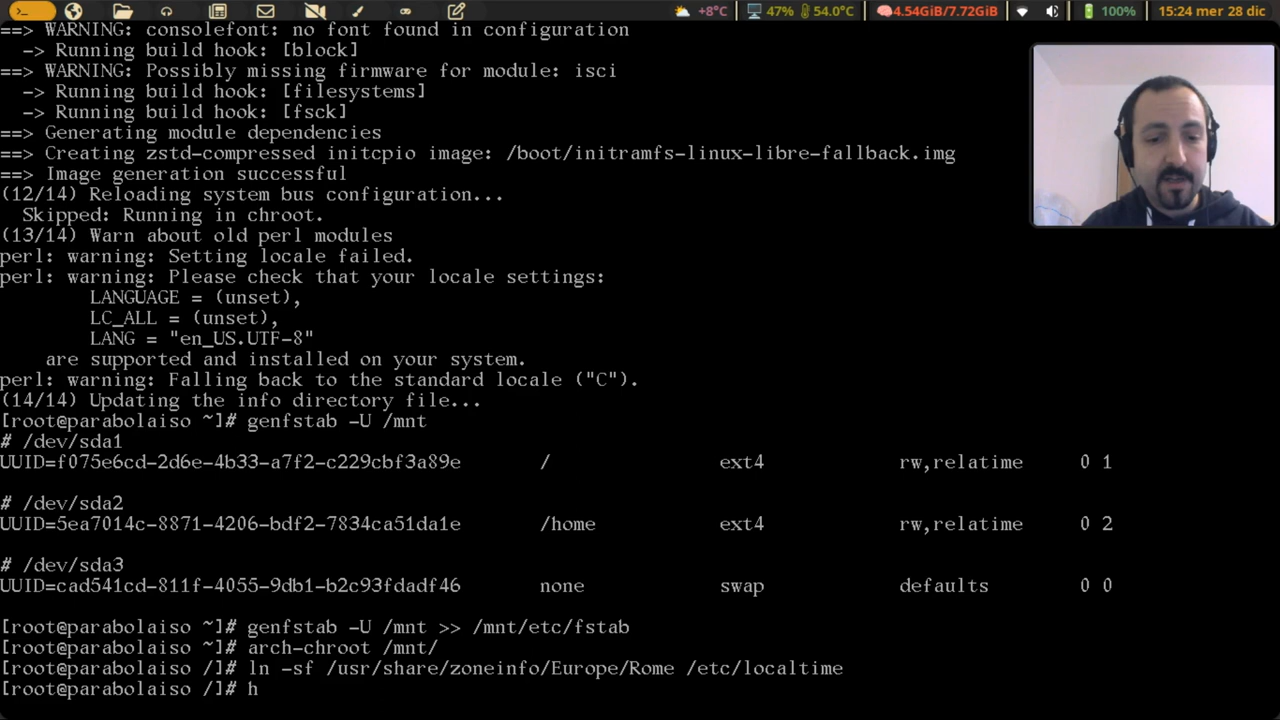 +8°C 47% 54.0°C 4.54GiB/7.72GiB 100% 15:24 mer 28 dic
==> WARNING: consolefont: no font found in configuration
-> Running build hook: [block]
==> WARNING: Possibly missing firmware for module: isci
-> Running build hook: [filesystems]
-> Running build hook: [fsck]
==> Generating module dependencies
==> Creating zstd-compressed initcpio image: /boot/initramfs-linux-libre-fallback.img
==> Image generation successful
(12/14) Reloading system bus configuration...
Skipped: Running in chroot.
(13/14) Warn about old perl modules
perl: warning: Setting locale failed.
perl: warning: Please check that your locale settings:
LANGUAGE = (unset),
LC_ALL = (unset),
LANG = "en_US.UTF-8"
are supported and installed on your system.
perl: warning: Falling back to the standard locale ("C").
(14/14) Updating the info directory file...
[root@parabolaiso ~]# genfstab -U /mnt
# /dev/sda1
UUID=f075e6cd-2d6e-4b33-a7f2-c229cbf3a89e / ext4 rw,relatime 0 1
# /dev/sda2
UUID=5ea7014c-8871-4206-bdf2-7834ca51da1e /home ext4 rw,relatime 0 2
# /dev/sda3
UUID=cad541cd-811f-4055-9db1-b2c93fdadf46 none swap defaults 0 0
[root@parabolaiso ~]# genfstab -U /mnt >> /mnt/etc/fstab
[root@parabolaiso ~]# arch-chroot /mnt/
[root@parabolaiso /]# ln -sf /usr/share/zoneinfo/Europe/Rome /etc/localtime
[root@parabolaiso /]# h